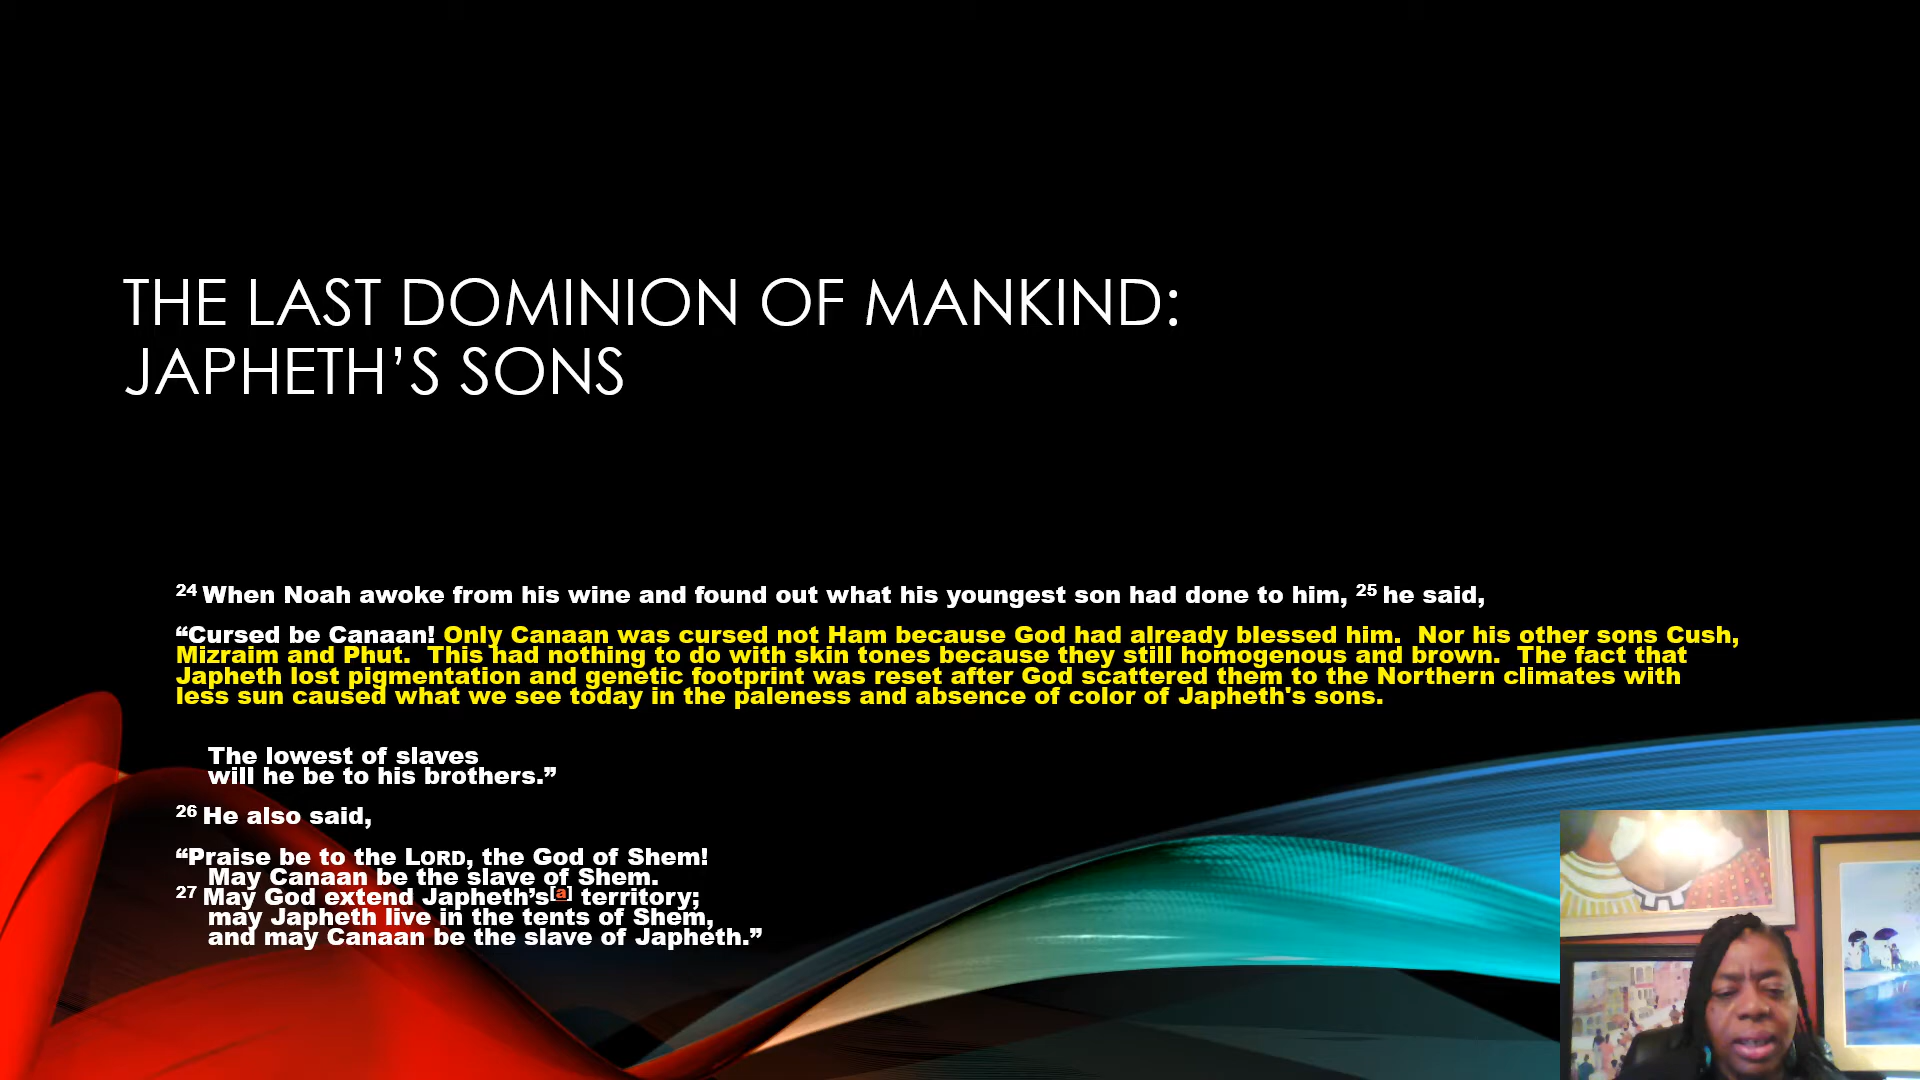 THE LAST DOMINION OF MANKIND:
JAPHETH’S SONS
24 When Noah awoke from his wine and found out what his youngest son had done to him, 25 he said,
“Cursed be Canaan! Only Canaan was cursed not Ham because God had already blessed him.  Nor his other sons Cush,
Mizraim and Phut.  This had nothing to do with skin tones because they still homogenous and brown.  The fact that
Japheth lost pigmentation and genetic footprint was reset after God scattered them to the Northern climates with
less sun caused what we see today in the paleness and absence of color of Japheth's sons.
The lowest of slaves
will he be to his brothers.”
26 He also said,
“Praise be to the LORD, the God of Shem!
May Canaan be the slave of Shem.
27 May God extend Japheth’s[a] territory;
may Japheth live in the tents of Shem,
and may Canaan be the slave of Japheth.”